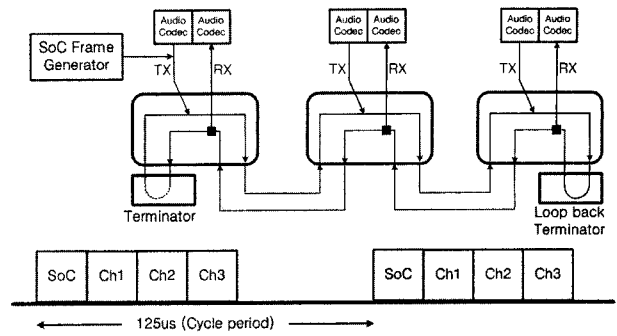 Audio Codec Audio Codec
Audio Codec Audio Codec
Audio Codec Audio Codec
SoC Frame
Generator
TX RX
TX RX
TX RX
Terminator
Loop back
Terminator
SoC Ch1 Ch2 Ch3
SoC Ch1 Ch2 Ch3
125us (Cycle period)